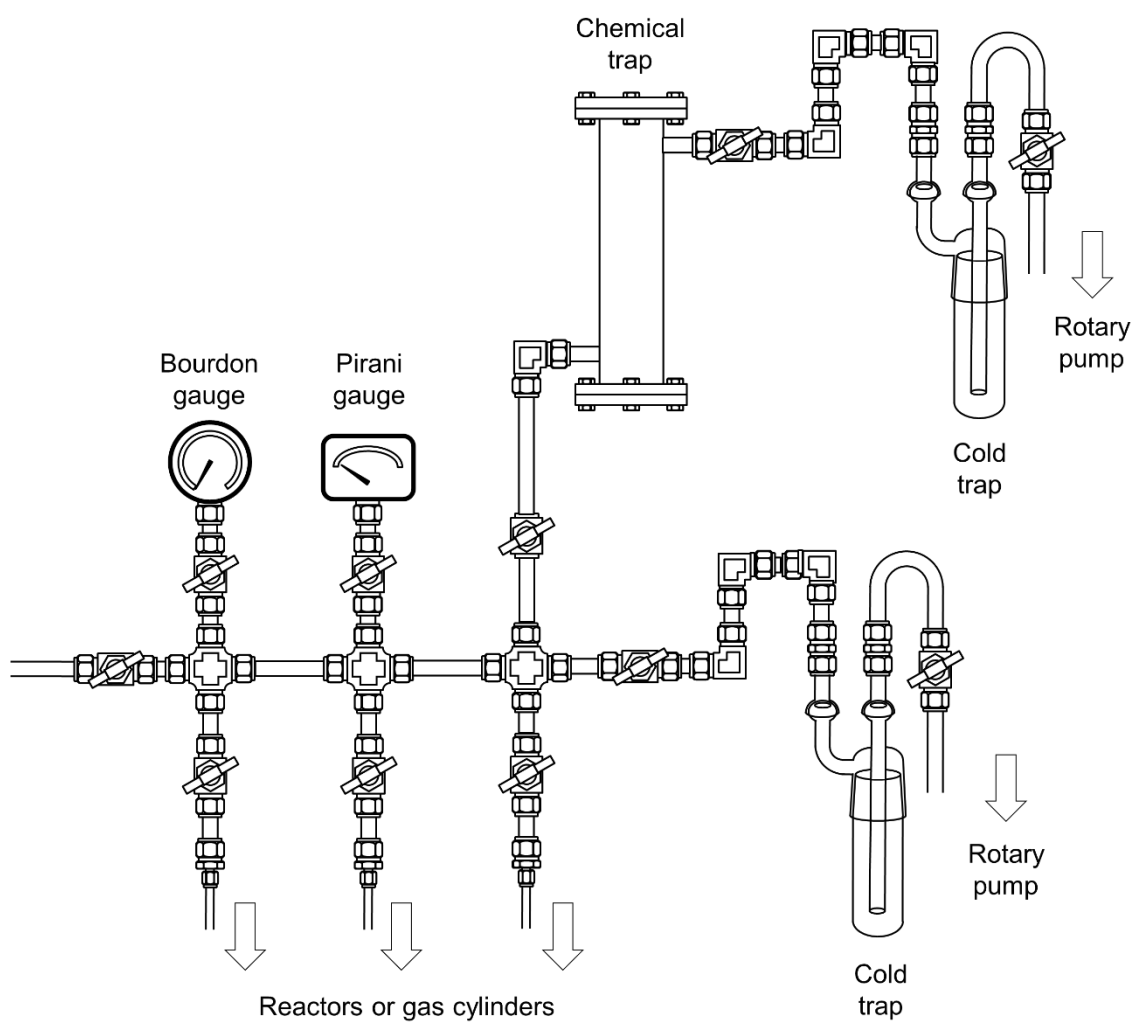 Chemical
trap
Rotary
pump
Bourdon
gauge
Pirani
gauge
Cold
trap
Rotary
pump
Cold
trap
Reactors or gas cylinders